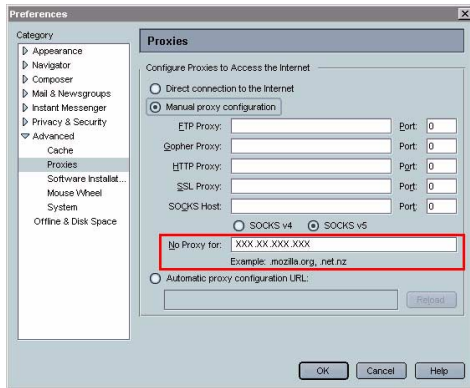 Preferences
Category
Appearance
Navigator
Composer
Mail & Newsgroups
Instant Messenger
Privacy & Security
Advanced
Cache
Proxies
Software Installat...
Mouse Wheel
System
Offline & Disk Space
Proxies
Configure Proxies to Access the Internet
Direct connection to the Internet
Manual proxy configuration
FTP Proxy: Port: 0
Gopher Proxy: Port: 0
HTTP Proxy: Port: 0
SSL Proxy: Port: 0
SOCKS Host: Port: 0
SOCKS v4 SOCKS v5
No Proxy for: XXX.XX.XXX.XXX
Example: .mozilla.org, .net.nz
Automatic proxy configuration URL:
Reload
OK Cancel Help